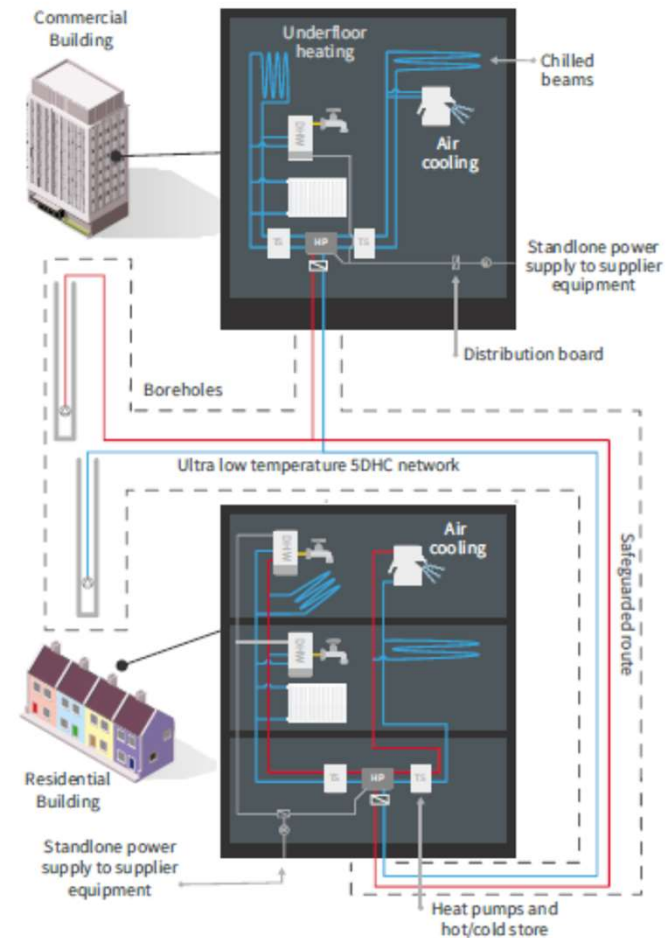 Commercial
Building
Underfloor
heating
Chilled
beams
DHW
Air
cooling
TS
HP
TS
Standlone power
supply to supplier
equipment
Distribution board
Boreholes
Ultra low temperature 5DHC network
Safeguarded route
DHW
Air
cooling
DHW
TS
HP
TS
Residential
Building
Standlone power
supply to supplier
equipment
Heat pumps and
hot/cold store